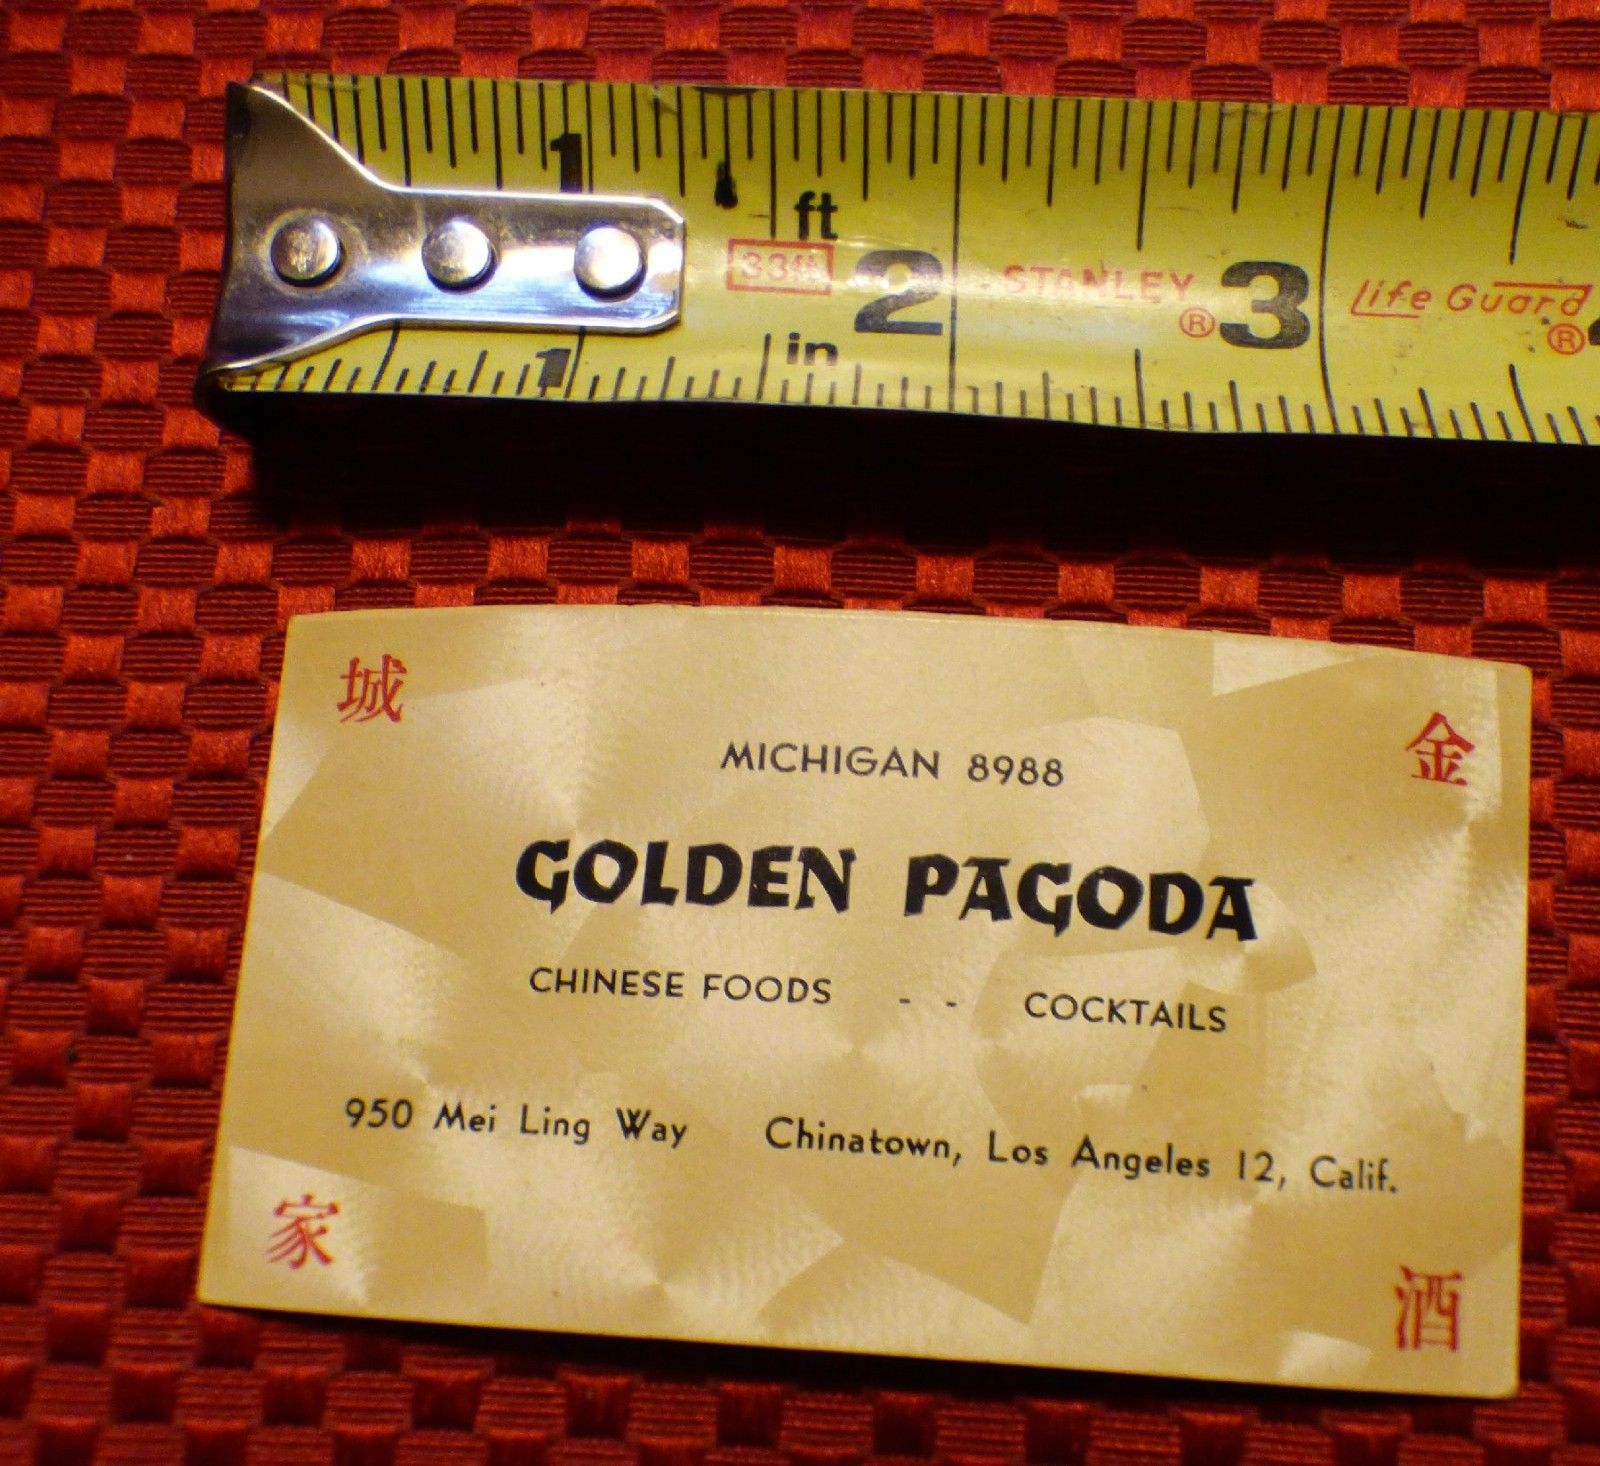 1
ft
33ft 2 STANLEY ® 3 Life Guard ®
1 in
城 金
MICHIGAN 8988
GOLDEN PAGODA
CHINESE FOODS - - COCKTAILS
950 Mei Ling Way Chinatown, Los Angeles 12, Calif.
家 酒